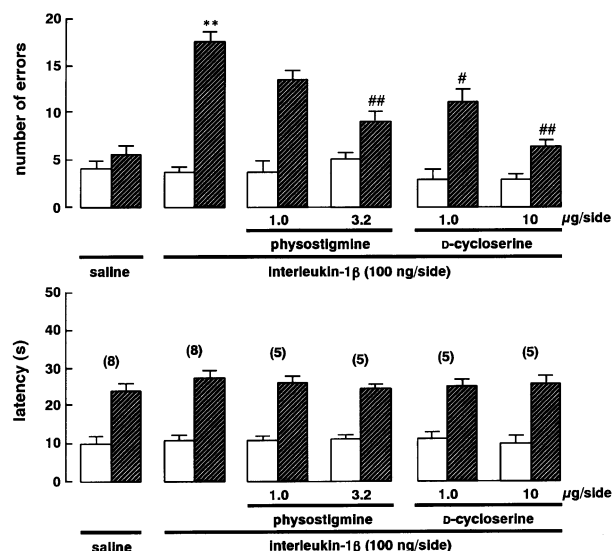 20
**
15
#
##
##
10
5
0
number of errors
1.0 3.2 1.0 10 µg/side
physostigmine D-cycloserine
saline interleukin-1β (100 ng/side)
50
40
(8) (8) (5) (5) (5) (5)
30
20
10
0
latency (s)
1.0 3.2 1.0 10 µg/side
physostigmine D-cycloserine
saline interleukin-1β (100 ng/side)